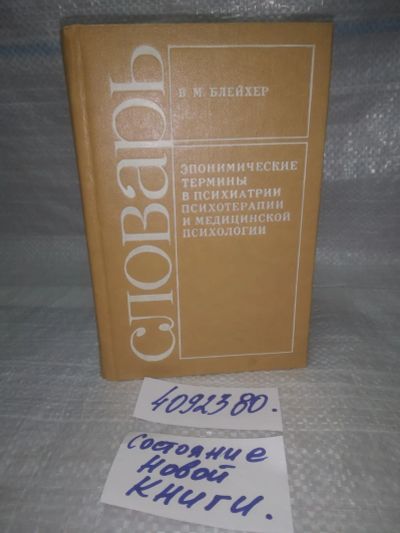 СЛОВАРЬ
В. М. БЛЕЙХЕР
ЭПОНИМИЧЕСКИЕ
ТЕРМИНЫ
В ПСИХИАТРИИ
ПСИХОТЕРАПИИ
И МЕДИЦИНСКОЙ
ПСИХОЛОГИИ
4092380.
Состояние
новой
книги.